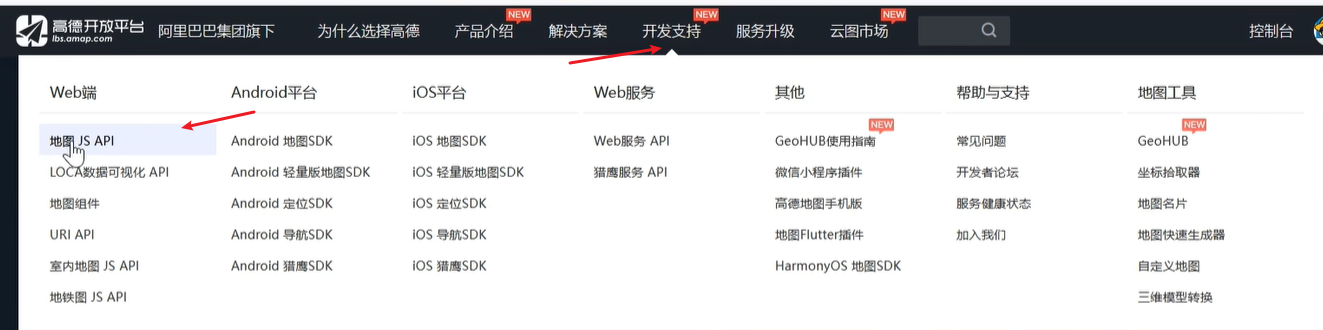 高德开放平台
lbs.amap.com
阿里巴巴集团旗下
为什么选择高德
产品介绍
NEW
解决方案
开发支持
NEW
服务升级
云图市场
NEW
控制台
Web端
地图 JS API
LOCA数据可视化 API
地图组件
URI API
室内地图 JS API
地铁图 JS API
Android平台
Android 地图SDK
Android 轻量版地图SDK
Android 定位SDK
Android 导航SDK
Android 猎鹰SDK
iOS平台
iOS 地图SDK
iOS 轻量版地图SDK
iOS 定位SDK
iOS 导航SDK
iOS 猎鹰SDK
Web服务
Web服务 API
猎鹰服务 API
其他
GeoHUB使用指南
NEW
微信小程序插件
高德地图手机版
地图Flutter插件
HarmonyOS 地图SDK
帮助与支持
常见问题
开发者论坛
服务健康状态
加入我们
地图工具
GeoHUB
NEW
坐标拾取器
地图名片
地图快速生成器
自定义地图
三维模型转换